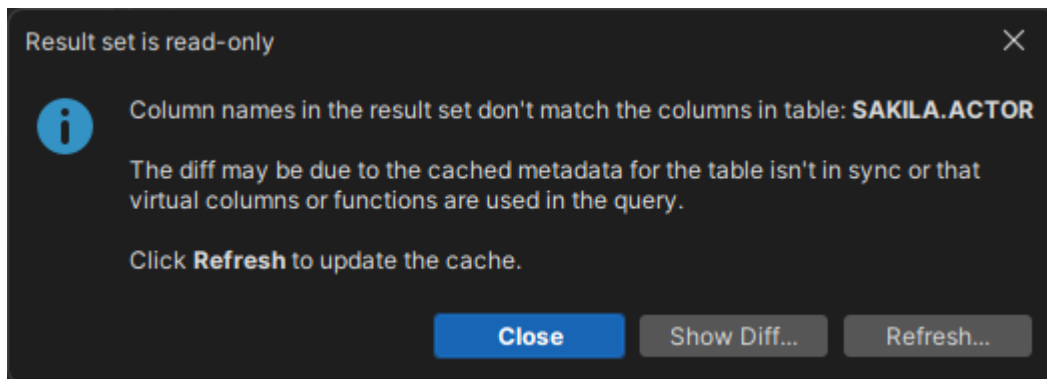 Result set is read-only
Column names in the result set don't match the columns in table: SAKILA.ACTOR
The diff may be due to the cached metadata for the table isn't in sync or that
virtual columns or functions are used in the query.
Click Refresh to update the cache.
Close
Show Diff...
Refresh...